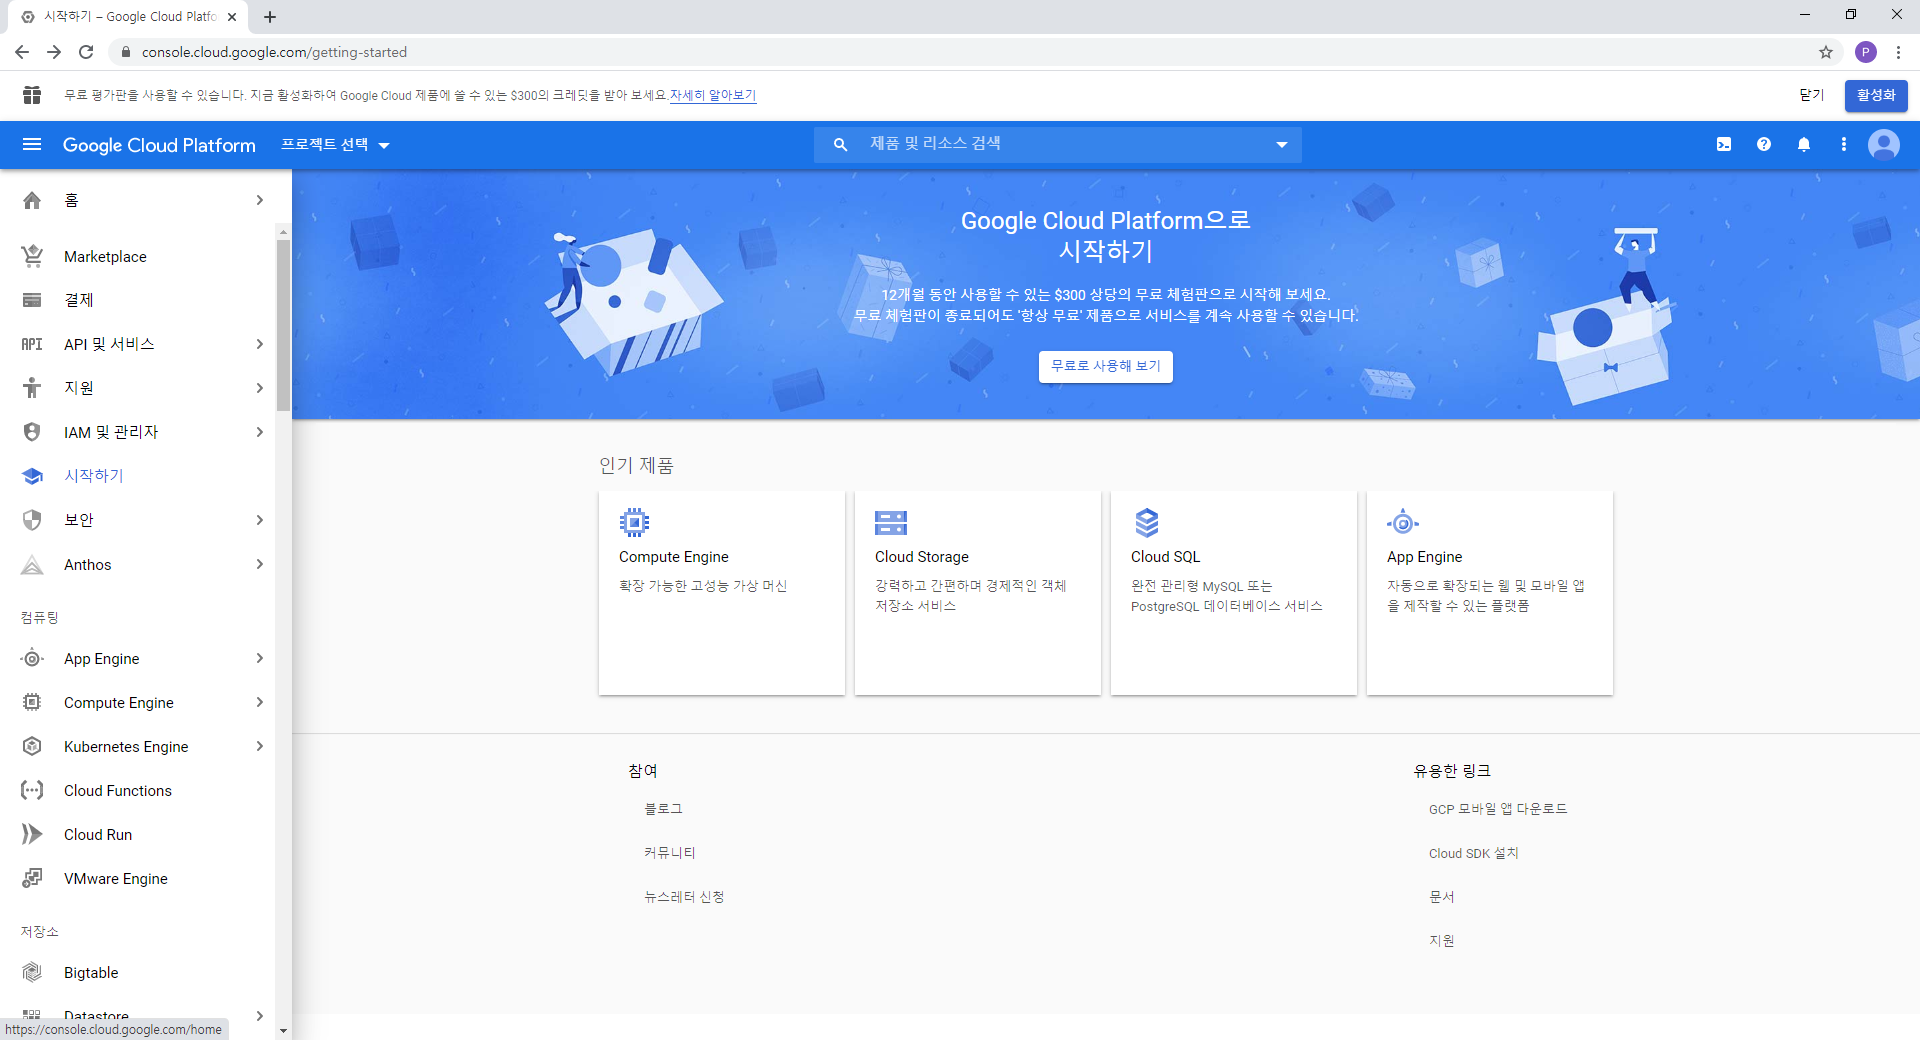 시작하기 – Google Cloud Platfo
console.cloud.google.com/getting-started
P
무료 평가판을 사용할 수 있습니다. 지금 활성화하여 Google Cloud 제품에 쓸 수 있는 $300의 크레딧을 받아 보세요.자세히 알아보기
닫기
활성화
Google Cloud Platform
프로젝트 선택
제품 및 리소스 검색
홈
Marketplace
결제
API
API 및 서비스
지원
IAM 및 관리자
시작하기
보안
Anthos
컴퓨팅
App Engine
Compute Engine
Kubernetes Engine
Cloud Functions
Cloud Run
VMware Engine
저장소
Bigtable
Datastore
https://console.cloud.google.com/home
Google Cloud Platform으로
시작하기
12개월 동안 사용할 수 있는 $300 상당의 무료 체험판으로 시작해 보세요.
무료 체험판이 종료되어도 '항상 무료' 제품으로 서비스를 계속 사용할 수 있습니다.
무료로 사용해 보기
인기 제품
Compute Engine
확장 가능한 고성능 가상 머신
Cloud Storage
강력하고 간편하며 경제적인 객체
저장소 서비스
Cloud SQL
완전 관리형 MySQL 또는
PostgreSQL 데이터베이스 서비스
App Engine
자동으로 확장되는 웹 및 모바일 앱
을 제작할 수 있는 플랫폼
참여
블로그
커뮤니티
뉴스레터 신청
유용한 링크
GCP 모바일 앱 다운로드
Cloud SDK 설치
문서
지원